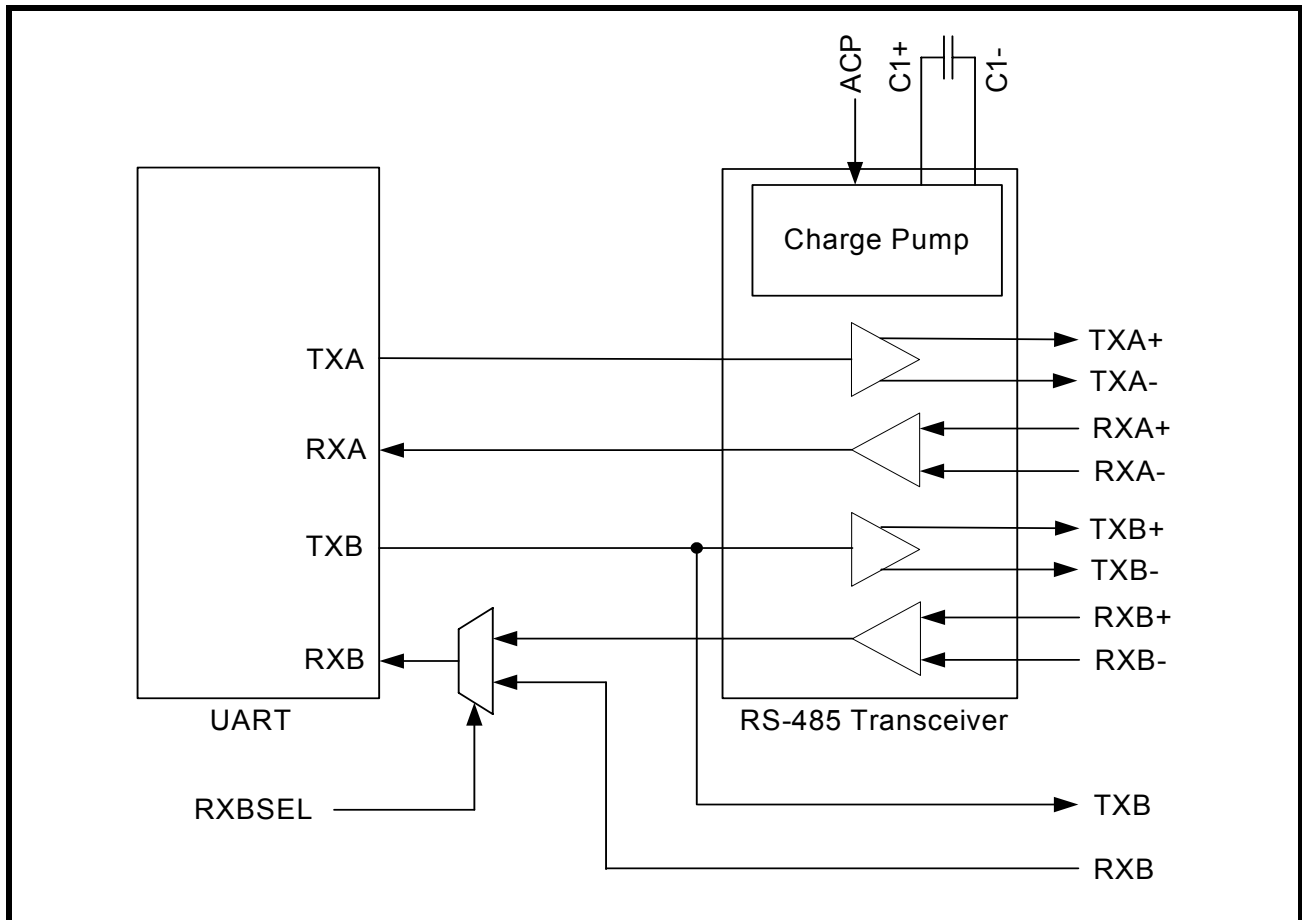 ACP
C1+
C1-
Charge Pump
TXA
TXA+
TXA-
RXA
RXA+
RXA-
TXB
TXB+
TXB-
RXB
RXB+
RXB-
UART
RS-485 Transceiver
RXBSEL
TXB
RXB